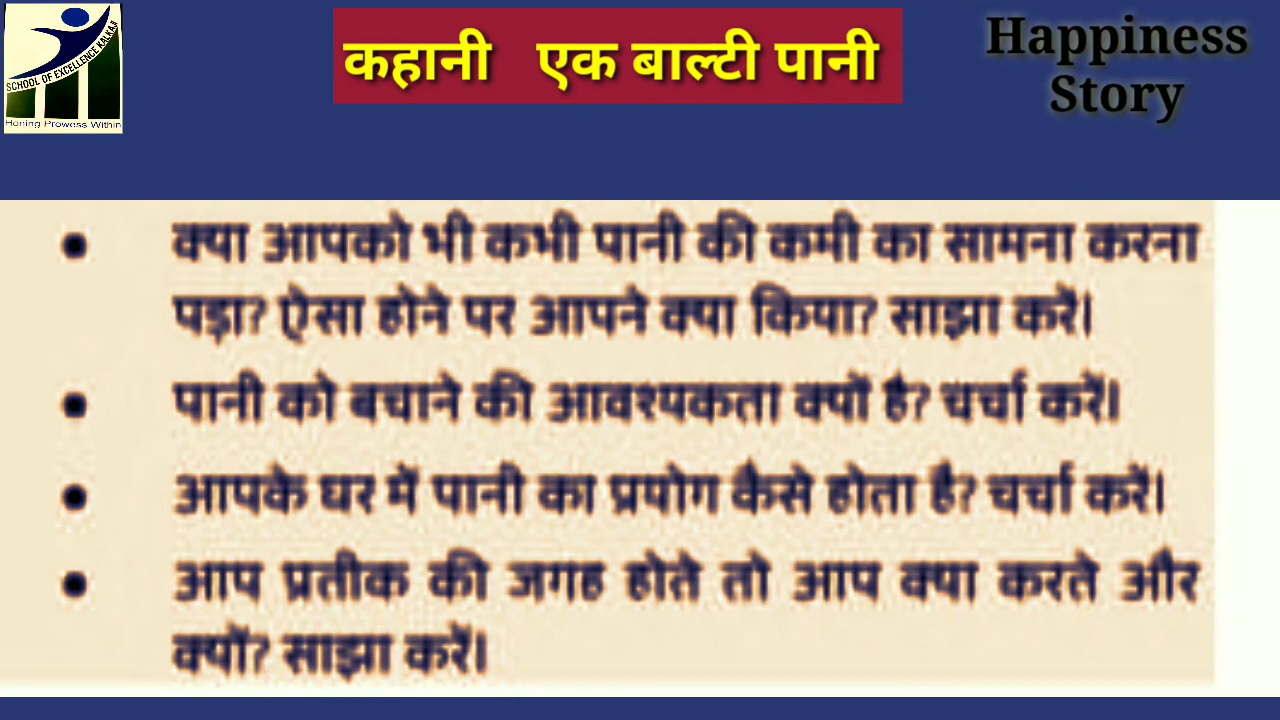 SCHOOL OF EXCELLENCE KALKAJI
Honing Prowess Within
कहानी एक बाल्टी पानी
Happiness
Story
• क्या आपको भी कभी पानी की कमी का सामना करना
पड़ा? ऐसा होने पर आपने क्या किया? साझा करें।
• पानी को बचाने की आवश्यकता क्यों है? चर्चा करें।
• आपके घर में पानी का प्रयोग कैसे होता है? चर्चा करें।
• आप प्रतीक की जगह होते तो आप क्या करते और
क्यों? साझा करें।